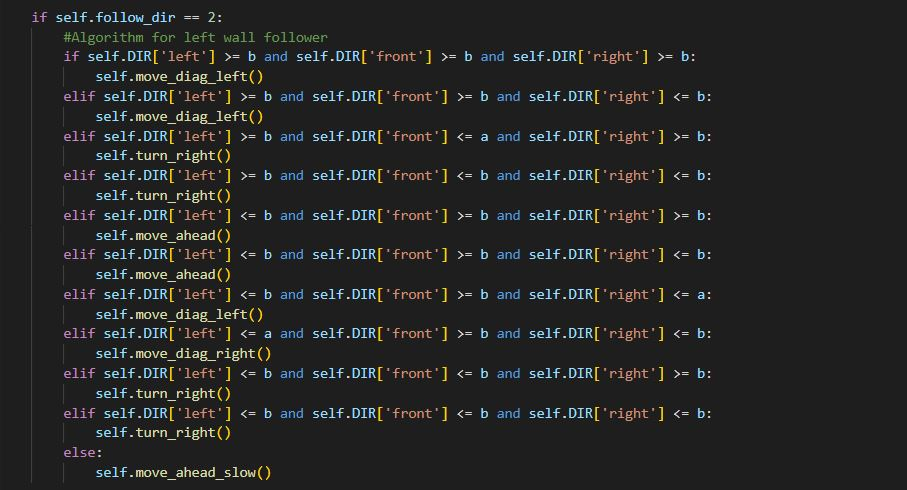 if self.follow_dir == 2:
#Algorithm for left wall follower
if self.DIR['left'] >= b and self.DIR['front'] >= b and self.DIR['right'] >= b:
self.move_diag_left()
elif self.DIR['left'] >= b and self.DIR['front'] >= b and self.DIR['right'] <= b:
self.move_diag_left()
elif self.DIR['left'] >= b and self.DIR['front'] <= a and self.DIR['right'] >= b:
self.turn_right()
elif self.DIR['left'] >= b and self.DIR['front'] <= b and self.DIR['right'] <= b:
self.turn_right()
elif self.DIR['left'] <= b and self.DIR['front'] >= b and self.DIR['right'] >= b:
self.move_ahead()
elif self.DIR['left'] <= b and self.DIR['front'] >= b and self.DIR['right'] <= b:
self.move_ahead()
elif self.DIR['left'] <= b and self.DIR['front'] >= b and self.DIR['right'] <= a:
self.move_diag_left()
elif self.DIR['left'] <= a and self.DIR['front'] >= b and self.DIR['right'] <= b:
self.move_diag_right()
elif self.DIR['left'] <= b and self.DIR['front'] <= b and self.DIR['right'] >= b:
self.turn_right()
elif self.DIR['left'] <= b and self.DIR['front'] <= b and self.DIR['right'] <= b:
self.turn_right()
else:
self.move_ahead_slow()